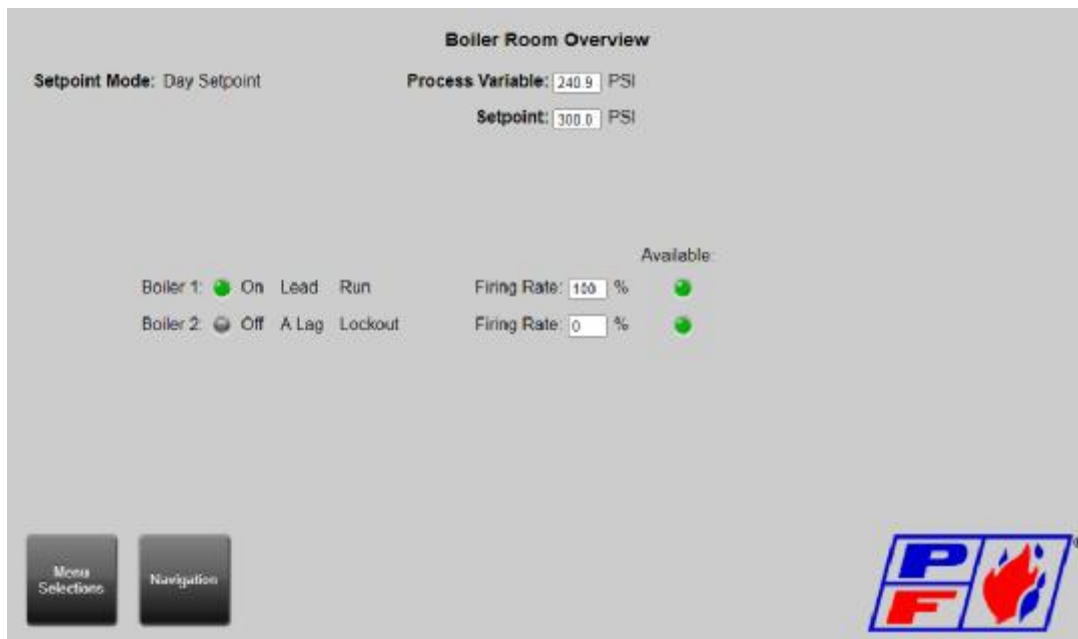 Boiler Room Overview
Setpoint Mode: Day Setpoint Process Variable: 240.9 PSI
Setpoint: 300.0 PSI
Available:
Boiler 1: On Lead Run Firing Rate: 100 %
Boiler 2: Off A Lag Lockout Firing Rate: 0 %
Menu
Selections
Navigation
P
F
®